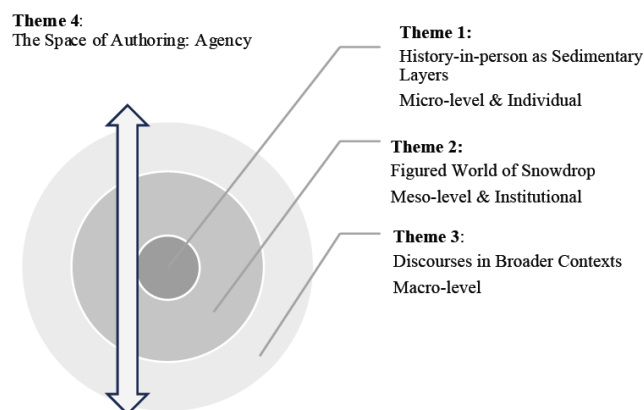 Theme 4:
The Space of Authoring: Agency
Theme 1:
History-in-person as Sedimentary
Layers
Micro-level & Individual
Theme 2:
Figured World of Snowdrop
Meso-level & Institutional
Theme 3:
Discourses in Broader Contexts
Macro-level